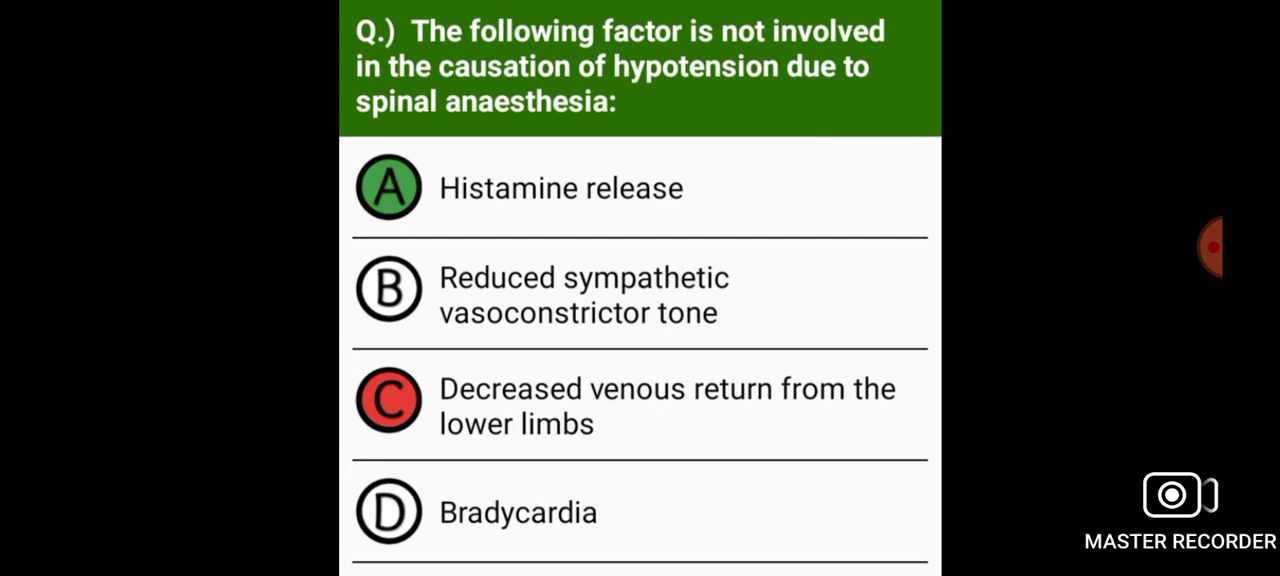 Q.) The following factor is not involved
in the causation of hypotension due to
spinal anaesthesia:
A Histamine release
B Reduced sympathetic
vasoconstrictor tone
C Decreased venous return from the
lower limbs
D Bradycardia
MASTER RECORDER